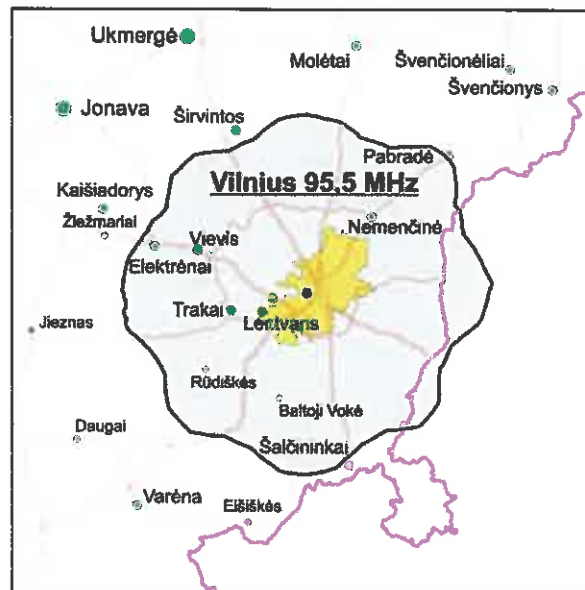 Ukmergė
Molėtai
Švenčionėliai
Švenčionys
Jonava
Širvintos
Pabradė
Vilnius 95,5 MHz
Kaišiadorys
Žiežmariai
Nemenčinė
Vievis
Elektrėnai
Trakai
Lentvaris
Jieznas
Rūdiškės
Baltoji Vokė
Daugai
Šalčininkai
Varėna
Eišiškės